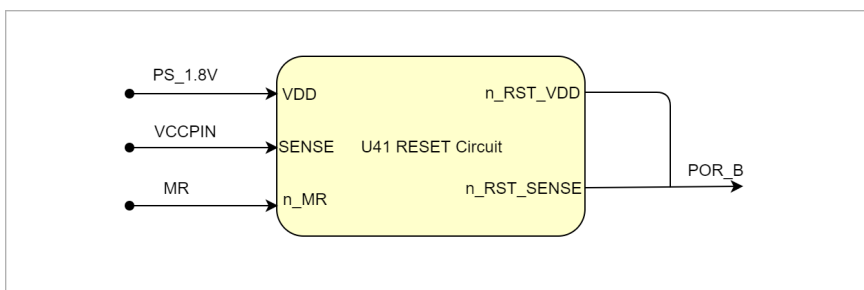 PS_1.8V
VDD
n_RST_VDD
VCCPIN
SENSE
U41 RESET Circuit
MR
n_MR
n_RST_SENSE
POR_B